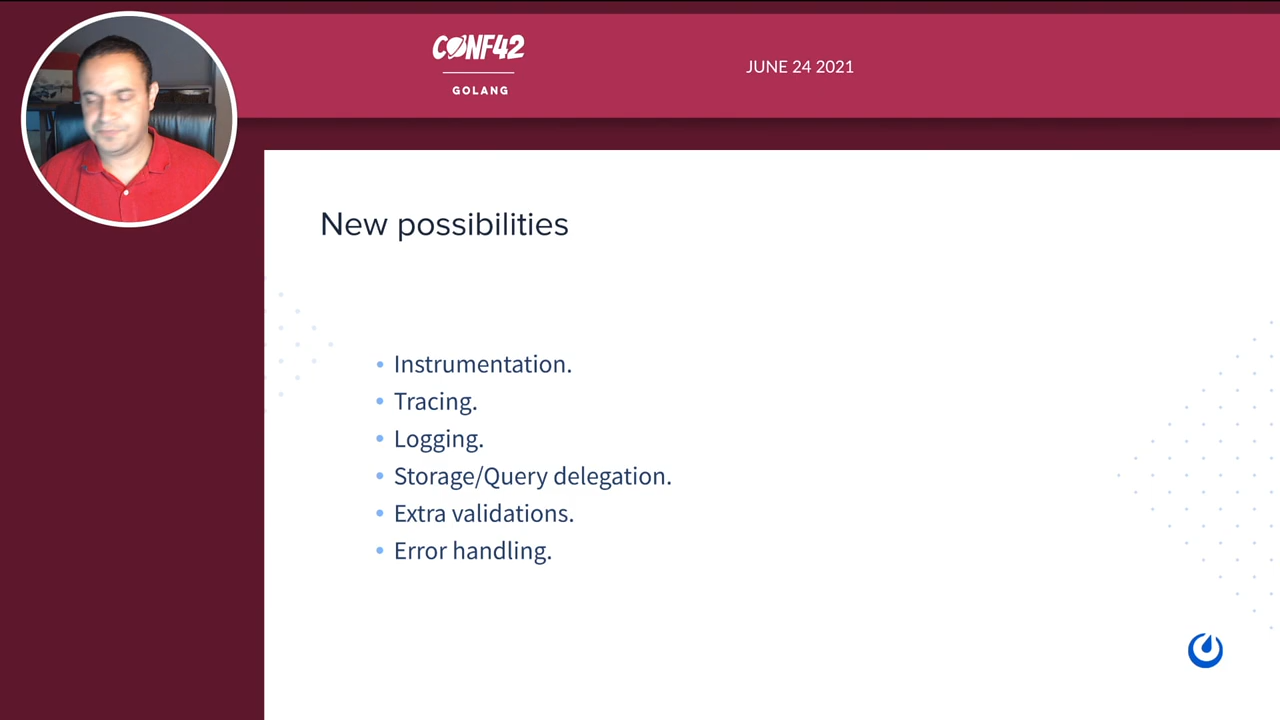 CONF42
GOLANG
JUNE 24 2021
New possibilities
• Instrumentation.
• Tracing.
• Logging.
• Storage/Query delegation.
• Extra validations.
• Error handling.